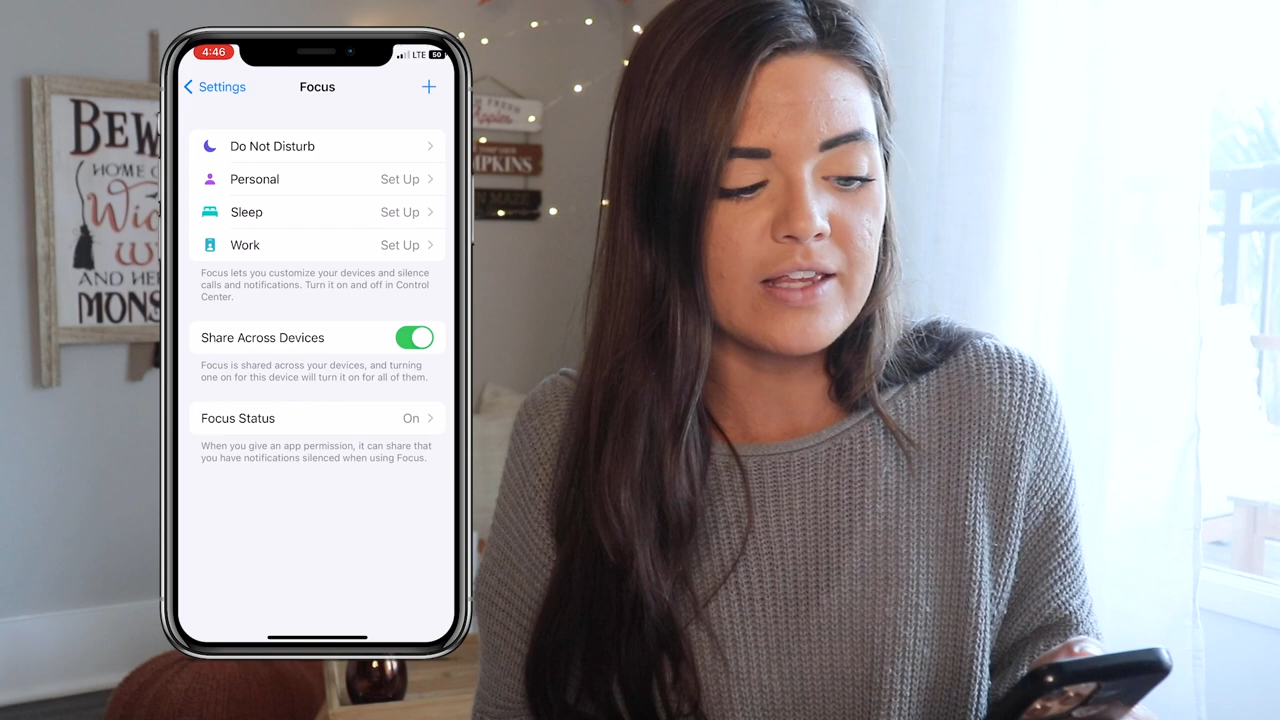 4:46
LTE 50
Settings
Focus
Do Not Disturb
Personal Set Up
Sleep Set Up
Work Set Up
Focus lets you customize your devices and silence
calls and notifications. Turn it on and off in Control
Center.
Share Across Devices
Focus is shared across your devices, and turning
one on for this device will turn it on for all of them.
Focus Status On
When you give an app permission, it can share that
you have notifications silenced when using Focus.
HOME
AND
FRESH
Apples
MAZE